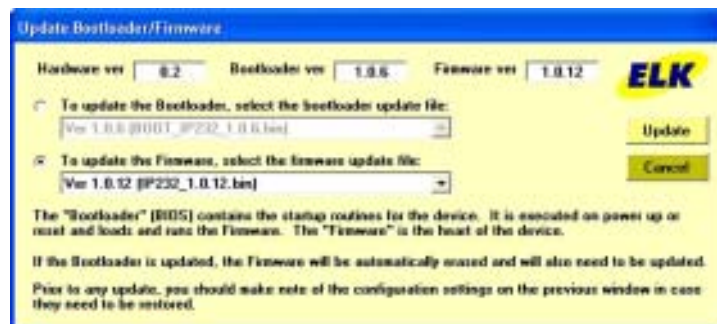 Update Bootloader/Firmware
Hardware ver 0.2 Bootloader ver 1.0.6 Firmware ver 1.0.12
ELK
To update the Bootloader, select the bootloader update file:
Ver 1.0.6 (BOOT_IP232_1.0.6.bin)
Update
To update the Firmware, select the firmware update file:
Cancel
Ver 1.0.12 (IP232_1.0.12.bin)
The "Bootloader" (BIOS) contains the startup routines for the device. It is executed on power up or
reset and loads and runs the Firmware. The "Firmware" is the heart of the device.
If the Bootloader is updated, the Firmware will be automatically erased and will also need to be updated.
Prior to any update, you should make note of the configuration settings on the previous window in case
they need to be restored.